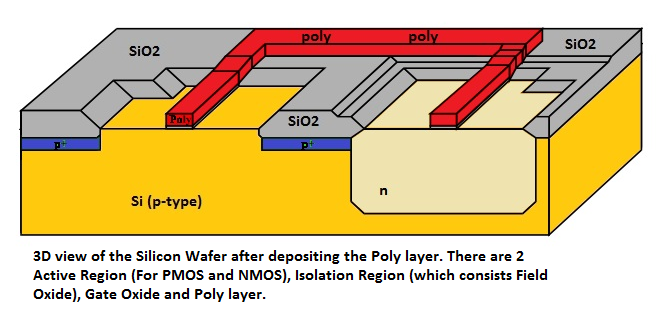 poly poly
SiO2 SiO2
Poly
SiO2
p+ p+
Si (p-type) n
3D view of the Silicon Wafer after depositing the Poly layer. There are 2
Active Region (For PMOS and NMOS), Isolation Region (which consists Field
Oxide), Gate Oxide and Poly layer.